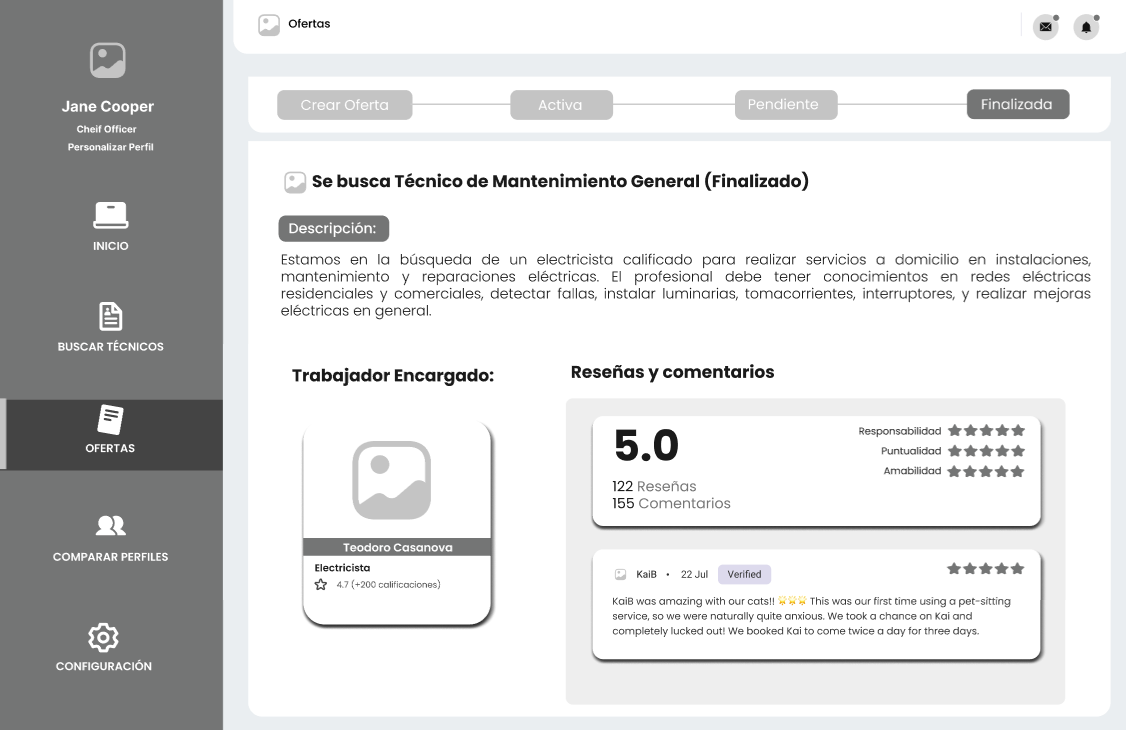 Jane Cooper
Cheif Officer
Personalizar Perfil
INICIO
BUSCAR TÉCNICOS
OFERTAS
COMPARAR PERFILES
CONFIGURACIÓN
Ofertas
Crear Oferta
Activa
Pendiente
Finalizada
Se busca Técnico de Mantenimiento General (Finalizado)
Descripción:
Estamos en la búsqueda de un electricista calificado para realizar servicios a domicilio en instalaciones,
mantenimiento y reparaciones eléctricas. El profesional debe tener conocimientos en redes eléctricas
residenciales y comerciales, detectar fallas, instalar luminarias, tomacorrientes, interruptores, y realizar mejoras
eléctricas en general.
Trabajador Encargado:
Teodoro Casanova
Electricista
4.7 (+200 calificaciones)
Reseñas y comentarios
5.0
122 Reseñas
155 Comentarios
Responsabilidad
Puntualidad
Amabilidad
KaiB • 22 Jul Verified
KaiB was amazing with our cats!! ⭐⭐⭐ This was our first time using a pet-sitting
service, so we were naturally quite anxious. We took a chance on Kai and
completely lucked out! We booked Kai to come twice a day for three days.